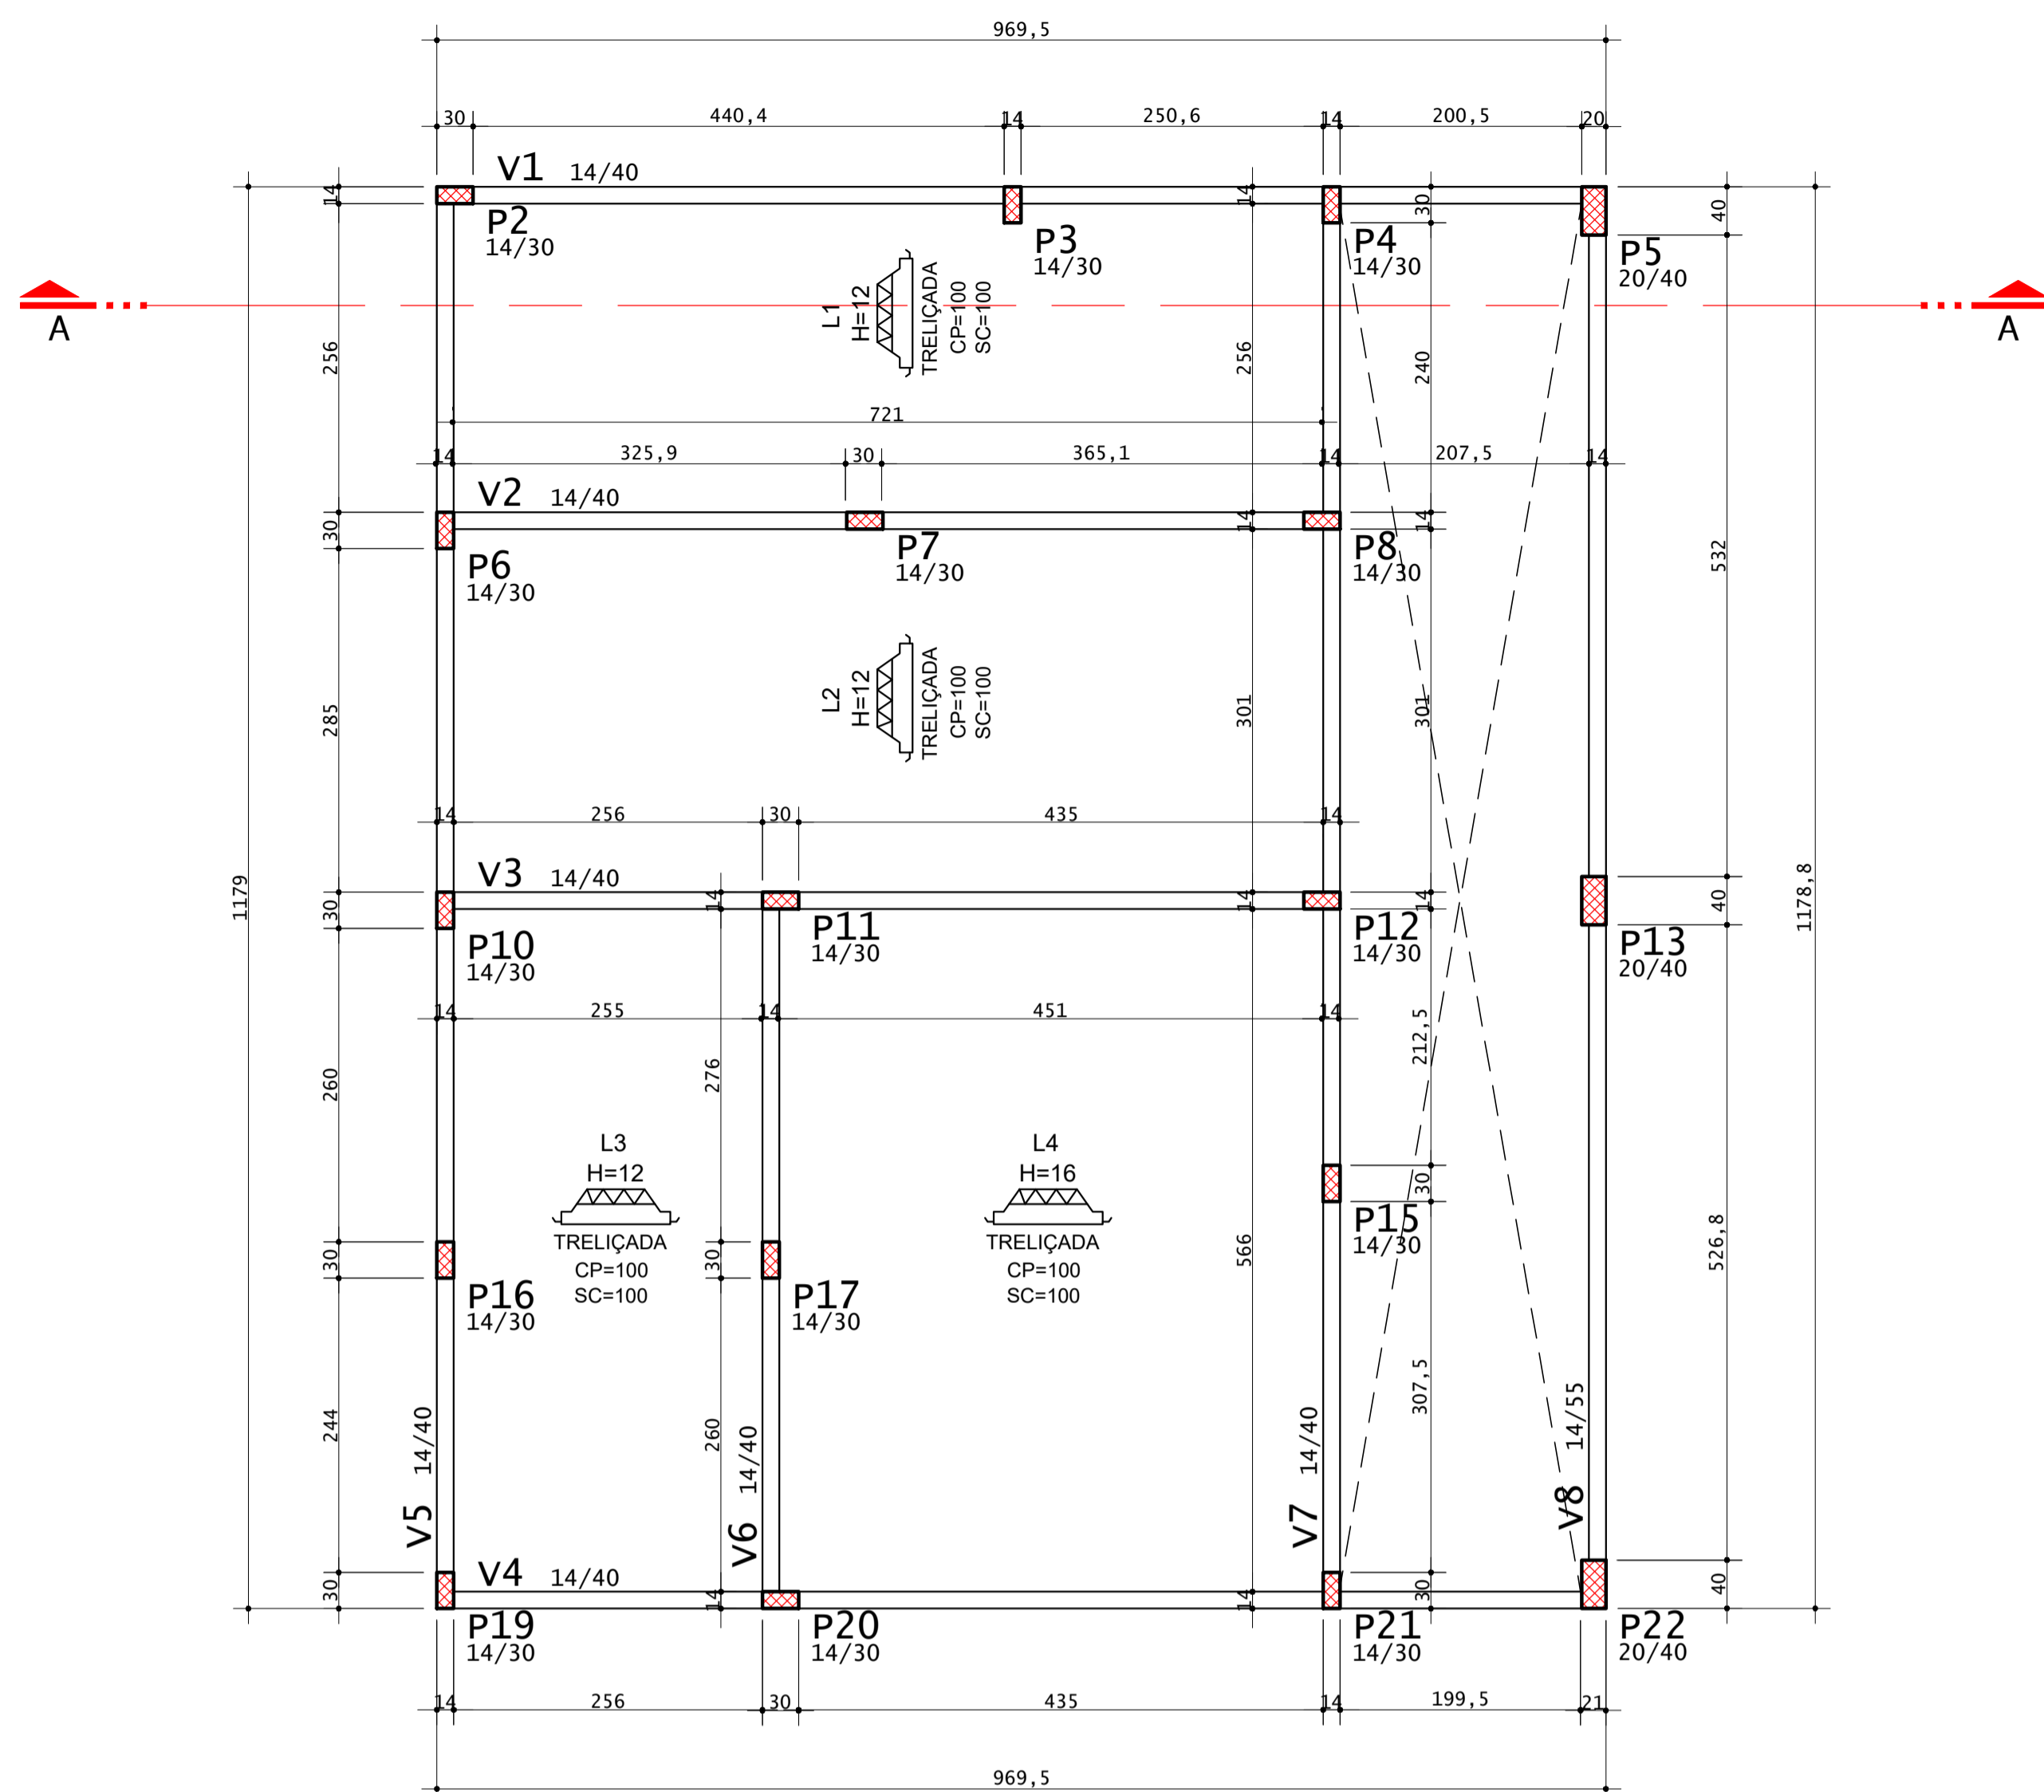 969,5
30
440,4
14
250,6
14
200,5
20
V1 14/40
14
14
30
40
P2
14/30
P3
14/30
P4
14/30
P5
20/40
A
A
L1
H=12
TRELIÇADA
CP=100
SC=100
256
256
240
721
14
325,9
30
365,1
14
207,5
14
V2 14/40
30
14
14
P6
14/30
P7
14/30
P8
14/30
532
L2
H=12
TRELIÇADA
CP=100
SC=100
285
301
301
14
256
30
435
14
V3 14/40
1179
30
14
14
14
40
1178,8
P10
14/30
P11
14/30
P12
14/30
P13
20/40
14
255
14
451
14
260
276
212,5
L3
H=12
TRELIÇADA
CP=100
SC=100
L4
H=16
TRELIÇADA
CP=100
SC=100
30
P15
14/30
30
30
566
526,8
P16
14/30
P17
14/30
244
260
307,5
V5 14/40
V6 14/40
V7 14/40
V8 14/55
V4 14/40
30
14
14
30
40
P19
14/30
P20
14/30
P21
14/30
P22
20/40
14
256
30
435
14
199,5
21
969,5